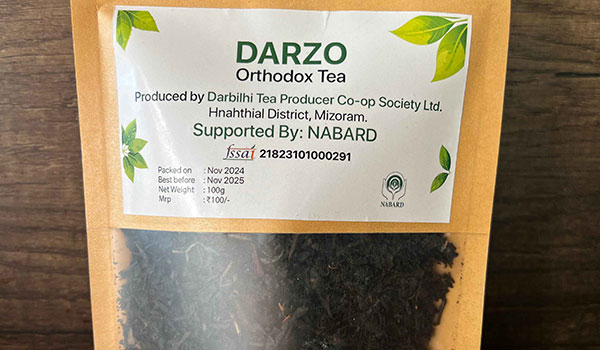 DARZO
Orthodox Tea
Produced by Darbilhi Tea Producer Co-op Society Ltd.
Hnahthial District, Mizoram.
Supported By: NABARD
fssai 21823101000291
Packed on : Nov 2024
Best before : Nov 2025
Net Weight : 100g
Mrp : ₹100/-
NABARD